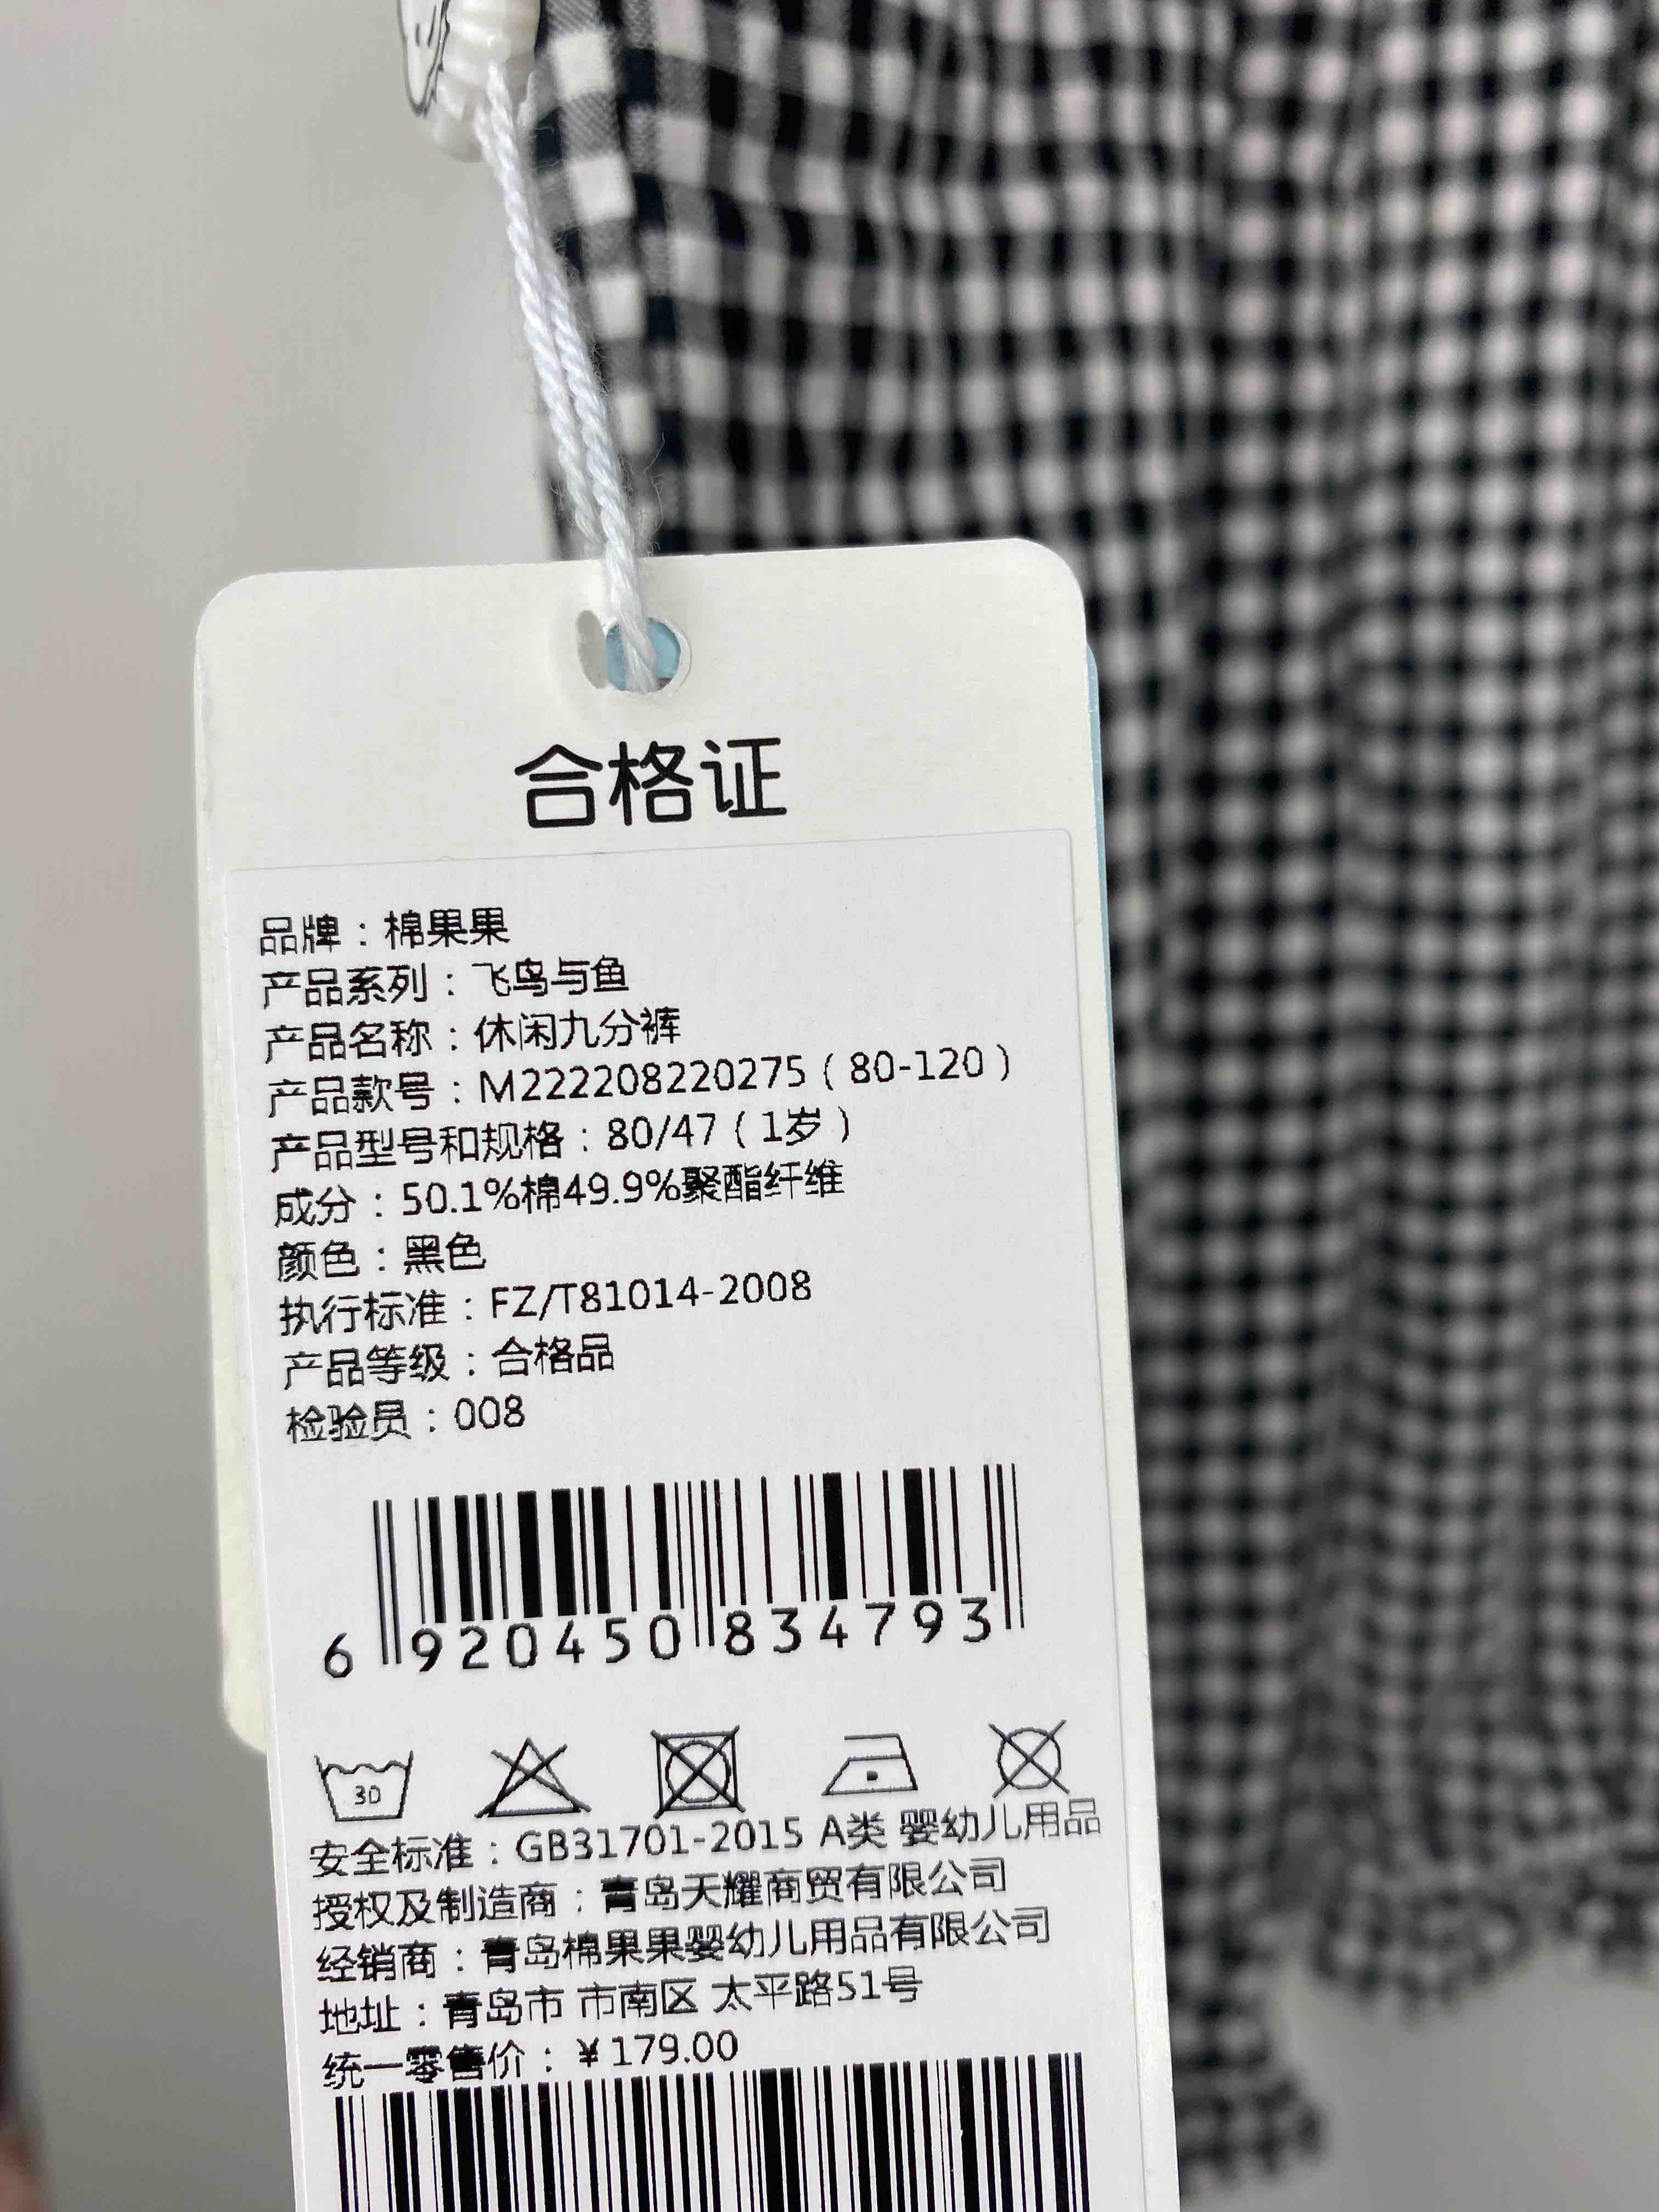 合格证
品牌：棉果果
产品系列：飞鸟与鱼
产品名称：休闲九分裤
产品款号：M222208220275（80-120）
产品型号和规格：80/47（1岁）
成分：50.1%棉49.9%聚酯纤维
颜色：黑色
执行标准：FZ/T81014-2008
产品等级：合格品
检验员：008
6 920450 834793
30
安全标准：GB31701-2015 A类 婴幼儿用品
授权及制造商：青岛天耀商贸有限公司
经销商：青岛棉果果婴幼儿用品有限公司
地址：青岛市 市南区 太平路51号
统一零售价：￥179.00